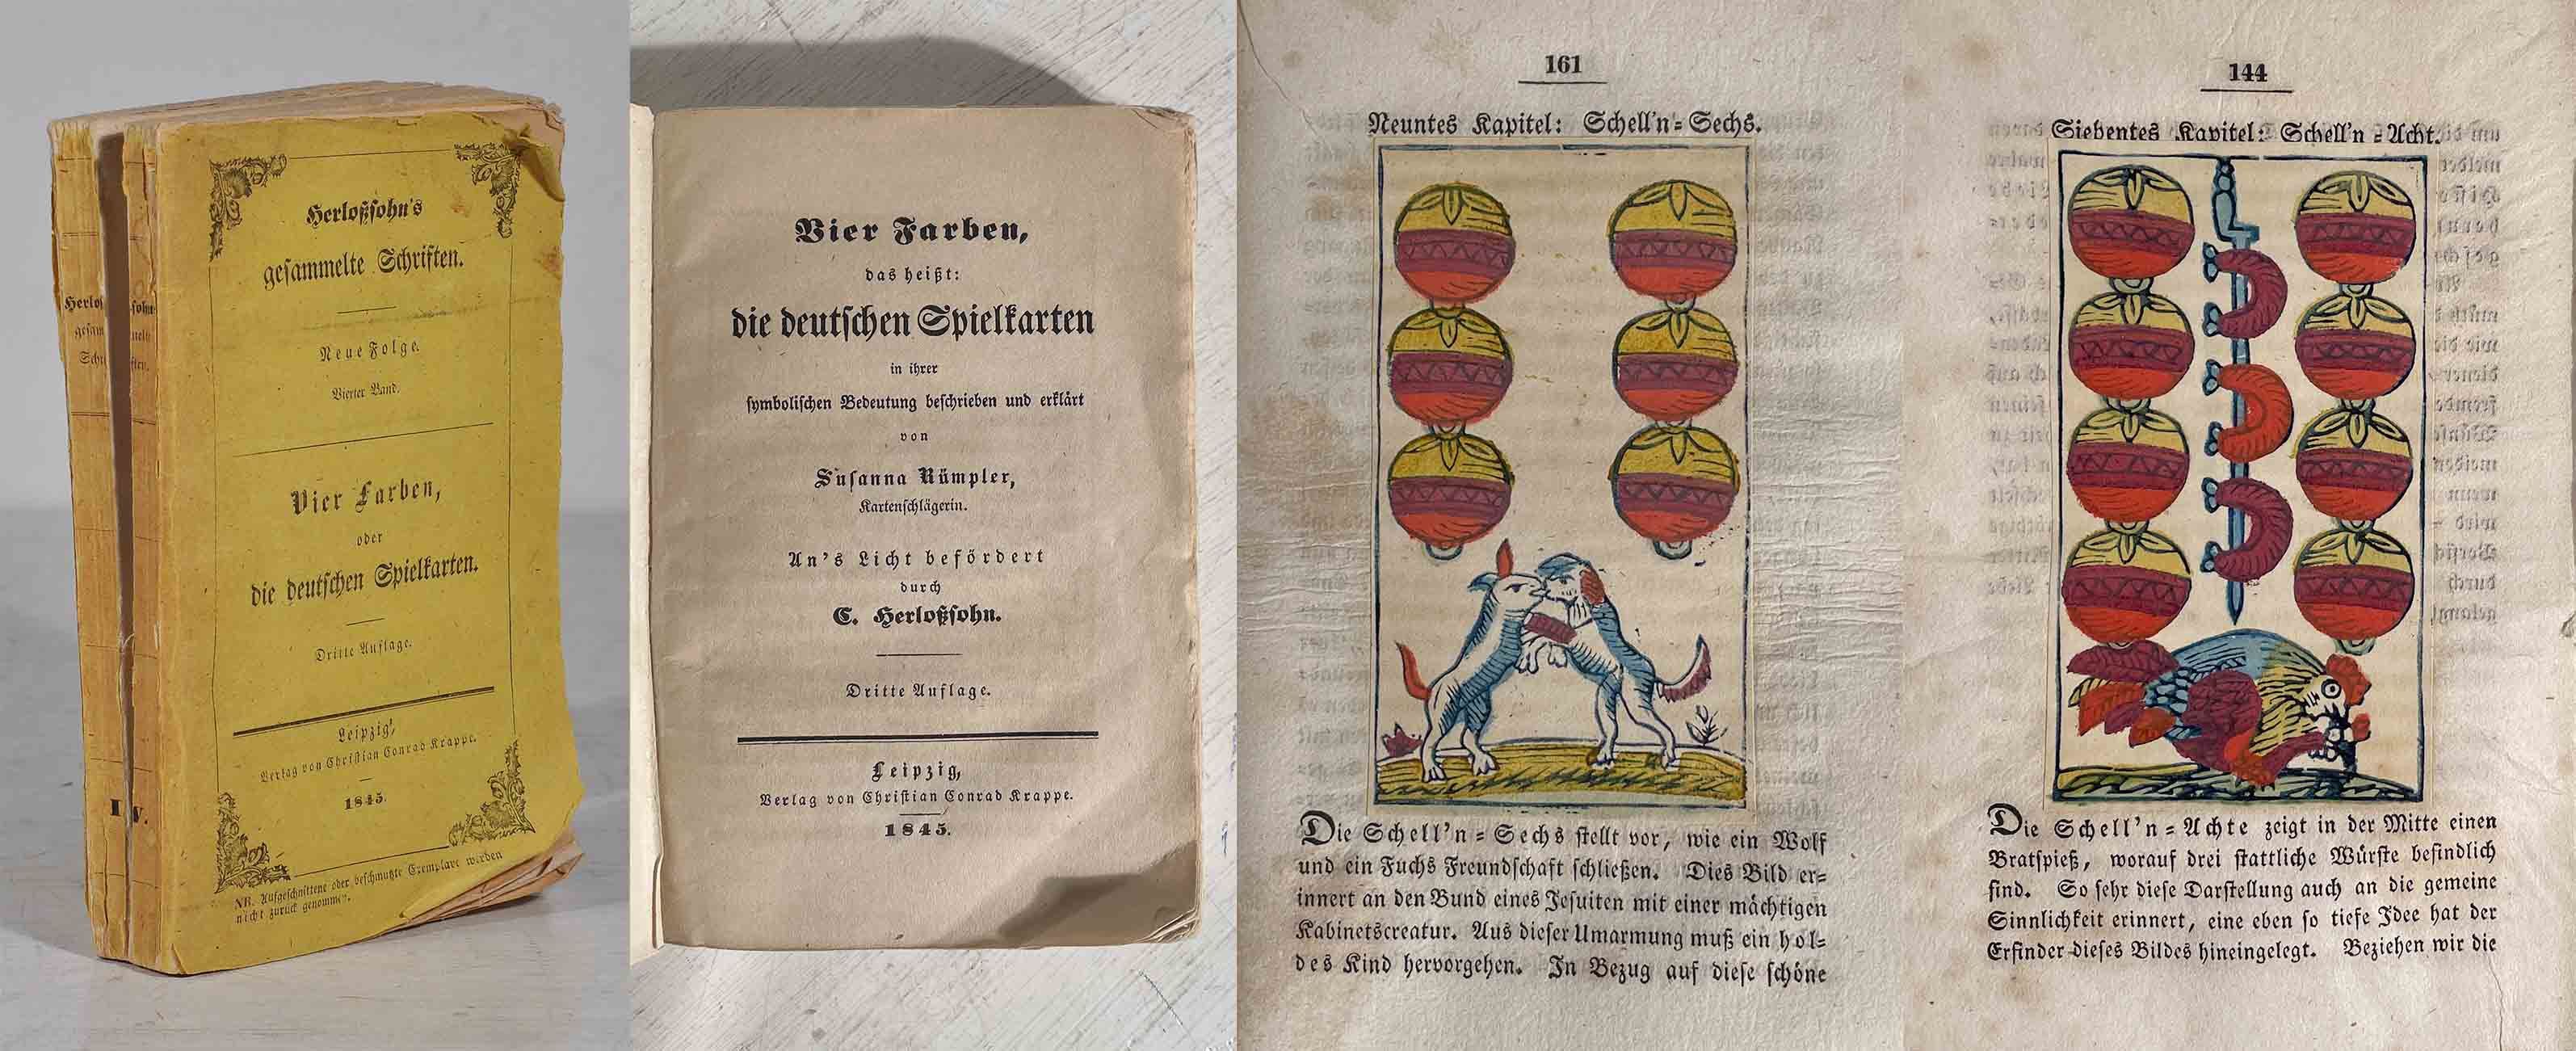 Herloßsohn's
gesammelte Schriften.
Neue Folge.
Vierter Band.
Vier Farben,
oder
die deutschen Spielkarten.
Dritte Auflage.
Leipzig,
Verlag von Christian Conrad Krappe.
1845.
NB. Aufgeschnittene oder beschmutzte Exemplare werden
nicht zurück genommen.
IV.
Vier Farben,
das heißt:
die deutschen Spielkarten
in ihrer
symbolischen Bedeutung beschrieben und erklärt
von
Susanna Rümpler,
Kartenschlägerin.
An's Licht befördert
durch
C. Herloßsohn.
Dritte Auflage.
Leipzig,
Verlag von Christian Conrad Krappe.
1845.
161
Neuntes Kapitel: Schell'n-Sechs.
Die Schell'n-Sechs stellt vor, wie ein Wolf
und ein Fuchs Freundschaft schließen. Dies Bild er-
innert an den Bund eines Jesuiten mit einer mächtigen
Kabinetscreatur. Aus dieser Umarmung muß ein hol-
des Kind hervorgehen. In Bezug auf diese schöne
144
Siebentes Kapitel: Schell'n-Acht.
Die Schell'n-Achte zeigt in der Mitte einen
Bratspieß, worauf drei stattliche Würste befindlich
sind. So sehr diese Darstellung auch an die gemeine
Sinnlichkeit erinnert, eine eben so tiefe Idee hat der
Erfinder dieses Bildes hineingelegt. Beziehen wir die